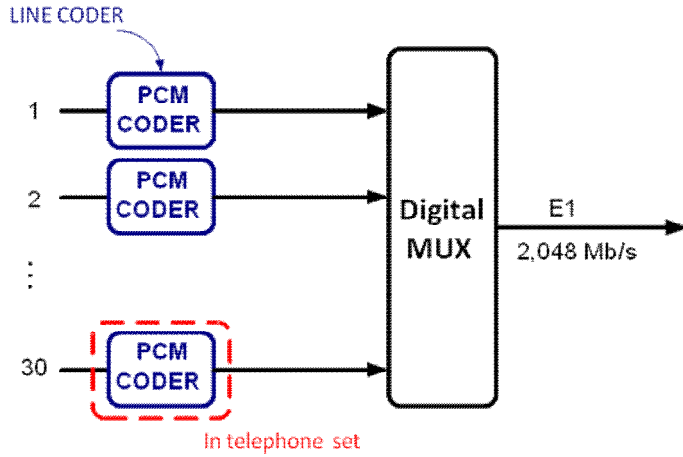 LINE CODER
1
PCM
CODER
2
PCM
CODER
...
30
PCM
CODER
In telephone set
Digital
MUX
E1
2,048 Mb/s